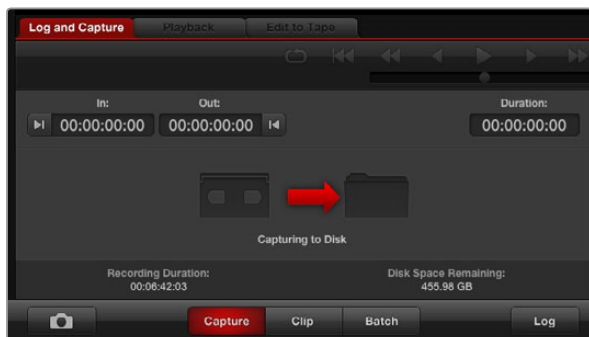 Log and Capture Playback Edit to Tape
In: Out: Duration:
00:00:00:00 00:00:00:00 00:00:00:00
Capturing to Disk
Recording Duration: Disk Space Remaining:
00:06:42:03 455.98 GB
Capture Clip Batch Log